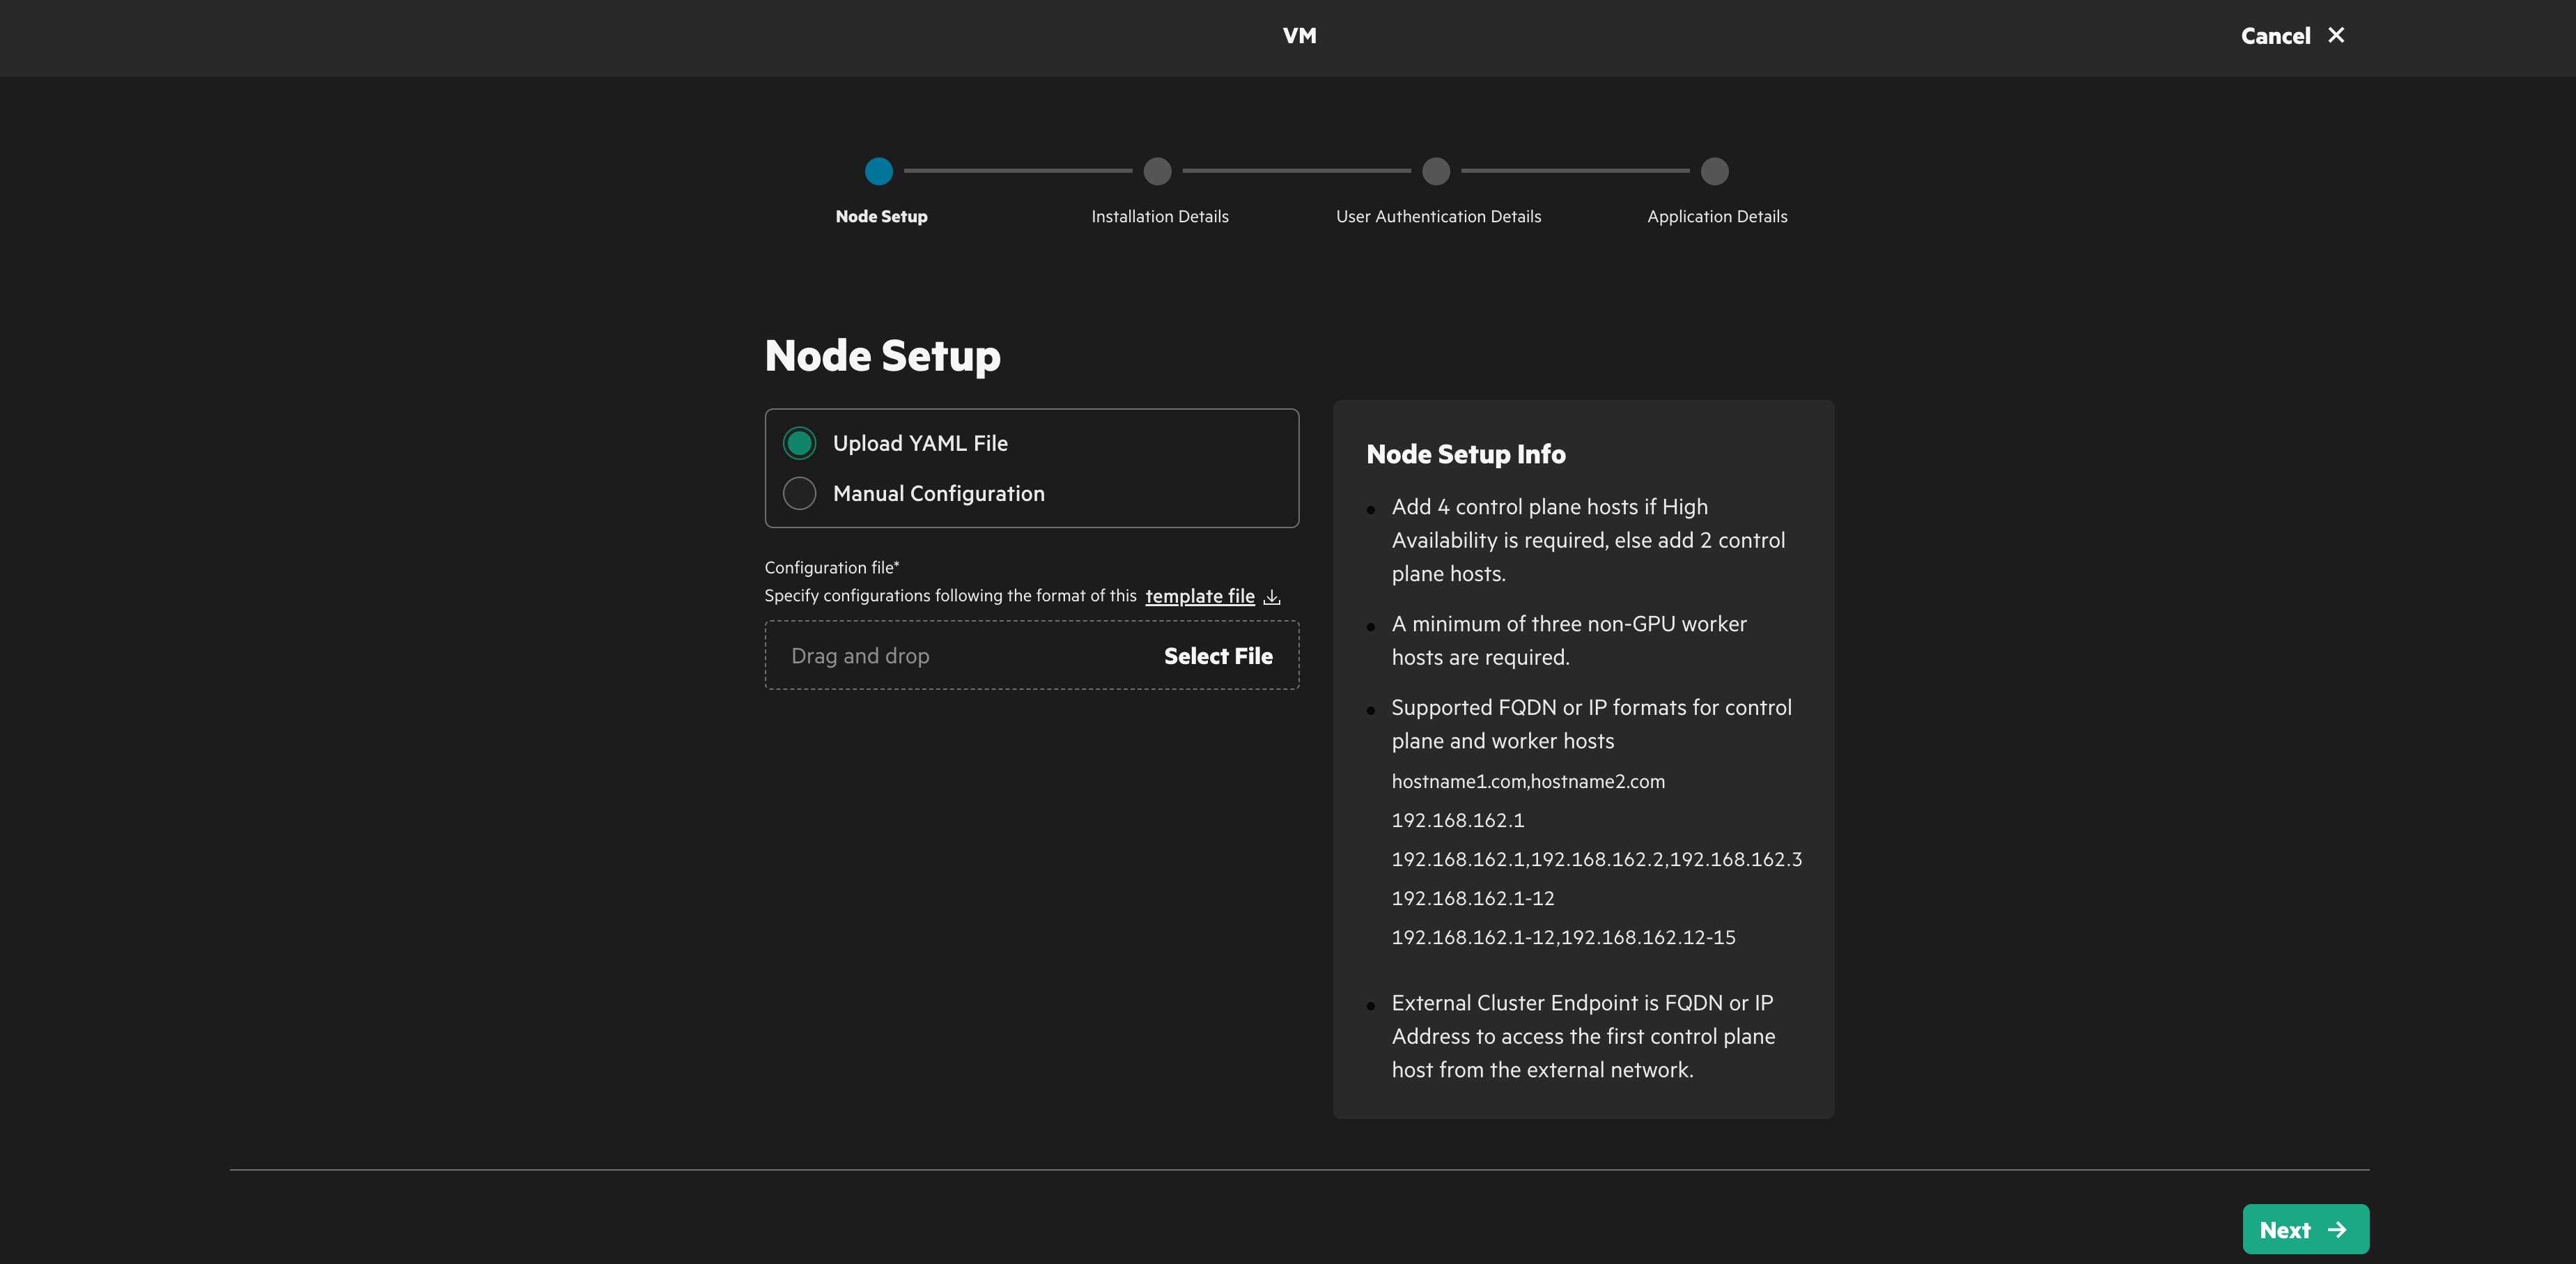 VM
Cancel
Node Setup
Installation Details
User Authentication Details
Application Details
Node Setup
Upload YAML File
Manual Configuration
Configuration file*
Specify configurations following the format of this template file
Drag and drop
Select File
Node Setup Info
Add 4 control plane hosts if High
Availability is required, else add 2 control
plane hosts.
A minimum of three non-GPU worker
hosts are required.
Supported FQDN or IP formats for control
plane and worker hosts
hostname1.com,hostname2.com
192.168.162.1
192.168.162.1,192.168.162.2,192.168.162.3
192.168.162.1-12
192.168.162.1-12,192.168.162.12-15
External Cluster Endpoint is FQDN or IP
Address to access the first control plane
host from the external network.
Next